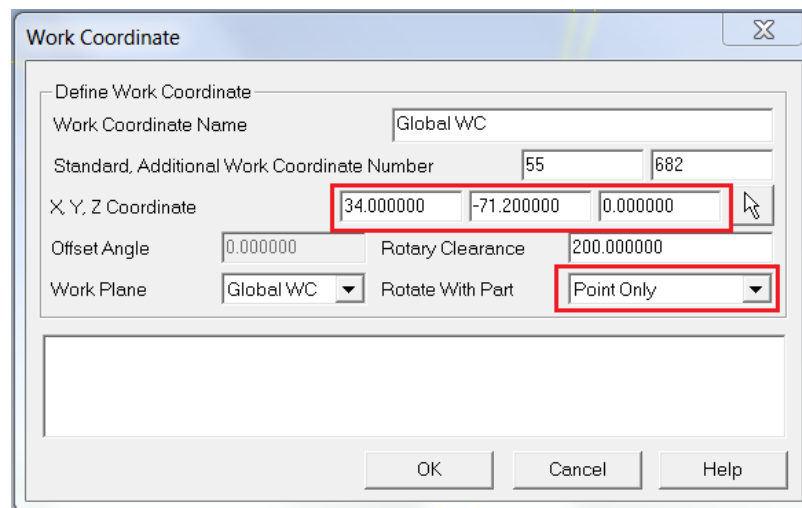 Work Coordinate
Define Work Coordinate
Work Coordinate Name Global WC
Standard, Additional Work Coordinate Number 55 682
X, Y, Z Coordinate 34.000000 -71.200000 0.000000
Offset Angle 0.000000 Rotary Clearance 200.000000
Work Plane Global WC Rotate With Part Point Only
OK Cancel Help